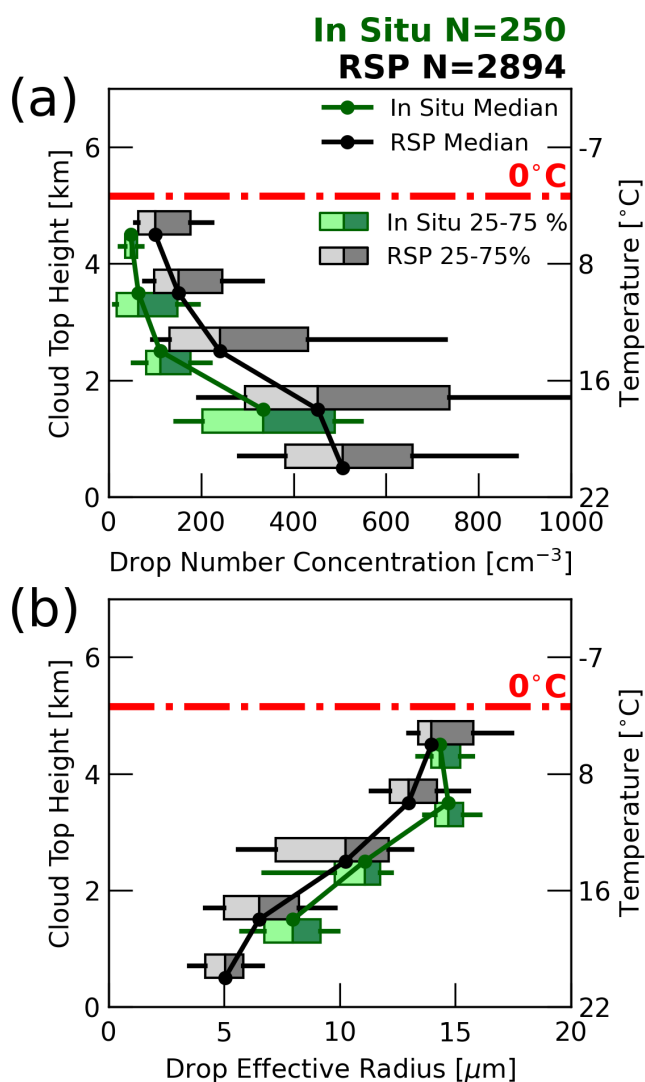 In Situ N=250
RSP N=2894
(a)
In Situ Median
RSP Median
0°C
In Situ 25-75 %
RSP 25-75%
6
4
2
0
-7
8
16
22
Cloud Top Height [km]
Temperature [°C]
0 200 400 600 800 1000
Drop Number Concentration [cm⁻³]
(b)
0°C
6
4
2
0
-7
8
16
22
Cloud Top Height [km]
Temperature [°C]
0 5 10 15 20
Drop Effective Radius [μm]